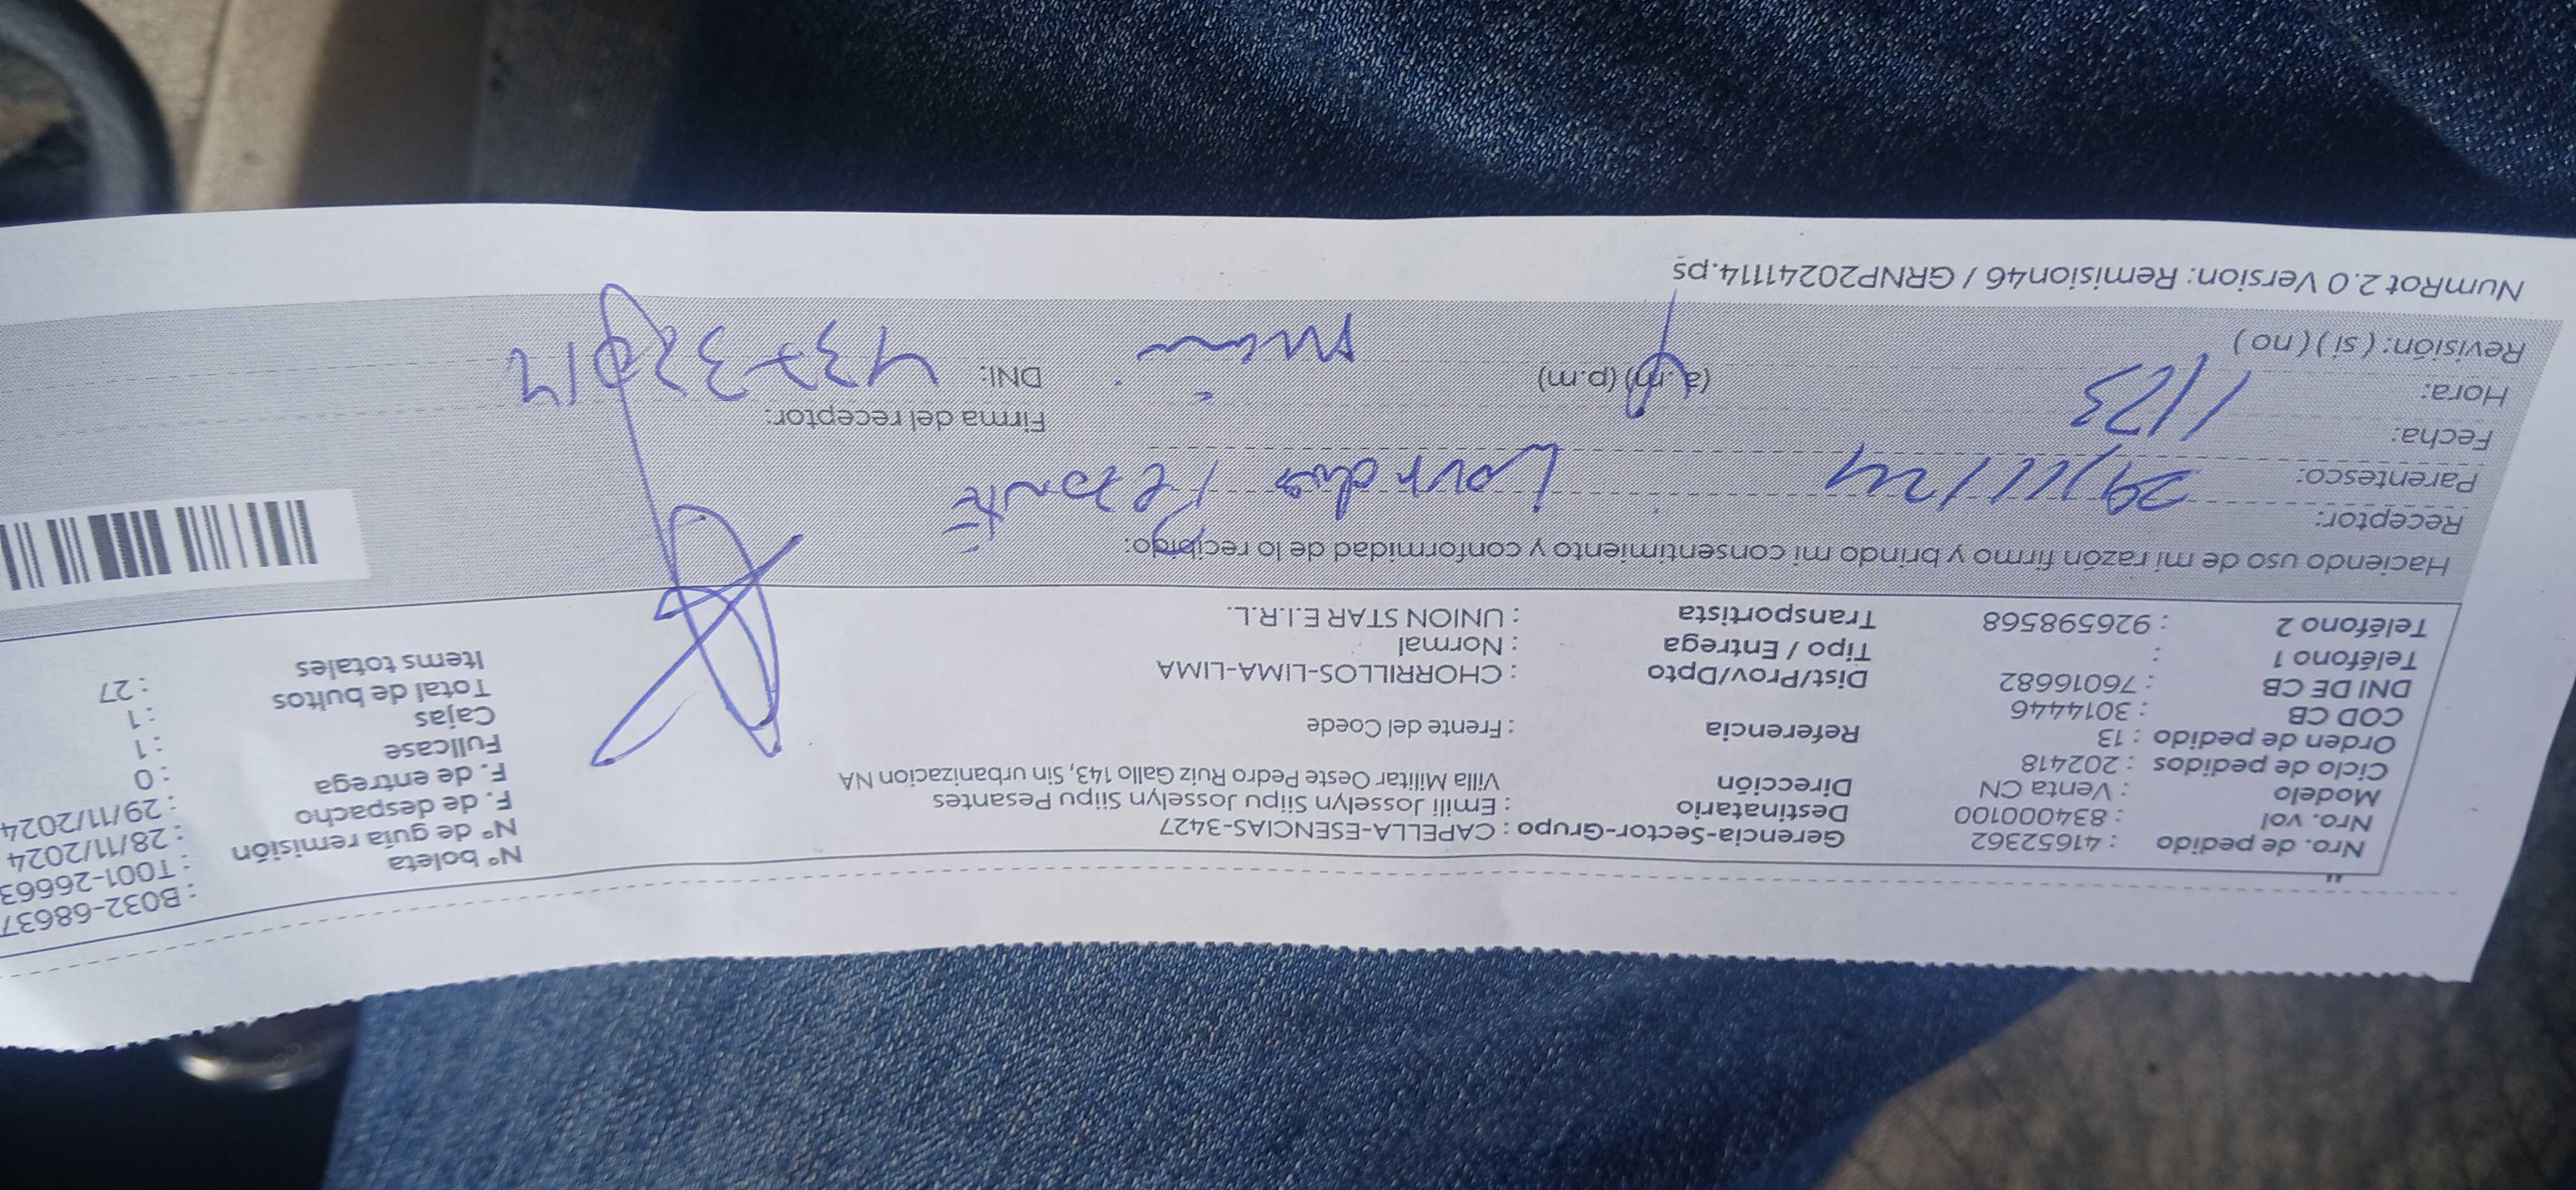 Nro. de pedido : 41652362 Gerencia-Sector-Grupo : CAPELLA-ESENCIAS-3427 N° boleta : B032-68637
Nro. vol : 834000100 Destinatario : Emili Josselyn Siipu Josselyn Siipu Pesantes N° de guía remisión : T001-26663
Modelo : Venta CN Dirección Villa Militar Oeste Pedro Ruiz Gallo 143, Sin urbanizacion NA F. de despacho : 28/11/2024
Ciclo de pedidos : 202418 F. de entrega : 29/11/2024
Orden de pedido : 13 Referencia : Frente del Coede Fullcase : 0
COD CB : 3014446 Cajas : 1
DNI DE CB : 76016682 Dist/Prov/Dpto : CHORRILLOS-LIMA-LIMA Total de bultos : 1
Teléfono 1 : Tipo / Entrega : Normal Items totales : 27
Teléfono 2 : 926598568 Transportista : UNION STAR E.I.R.L.
Haciendo uso de mi razón firmo y brindo mi consentimiento y conformidad de lo recibido:
Receptor:
Parentesco: 29/11/24 Lourdes
Fecha: Firma del receptor:
Hora: 1/23 (a.m) (p.m) DNI:
Revisión: ( si ) ( no )
NumRot 2.0 Version: Remision46 / GRNP20241114.ps